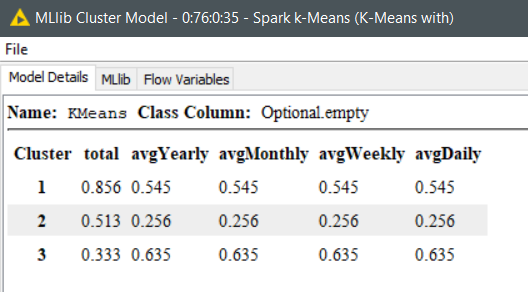 MLlib Cluster Model - 0:76:0:35 - Spark k-Means (K-Means with)
File
Model Details MLlib Flow Variables
Name: KMeans Class Column: Optional.empty
Cluster total avgYearly avgMonthly avgWeekly avgDaily
1 0.856 0.545 0.545 0.545 0.545
2 0.513 0.256 0.256 0.256 0.256
3 0.333 0.635 0.635 0.635 0.635